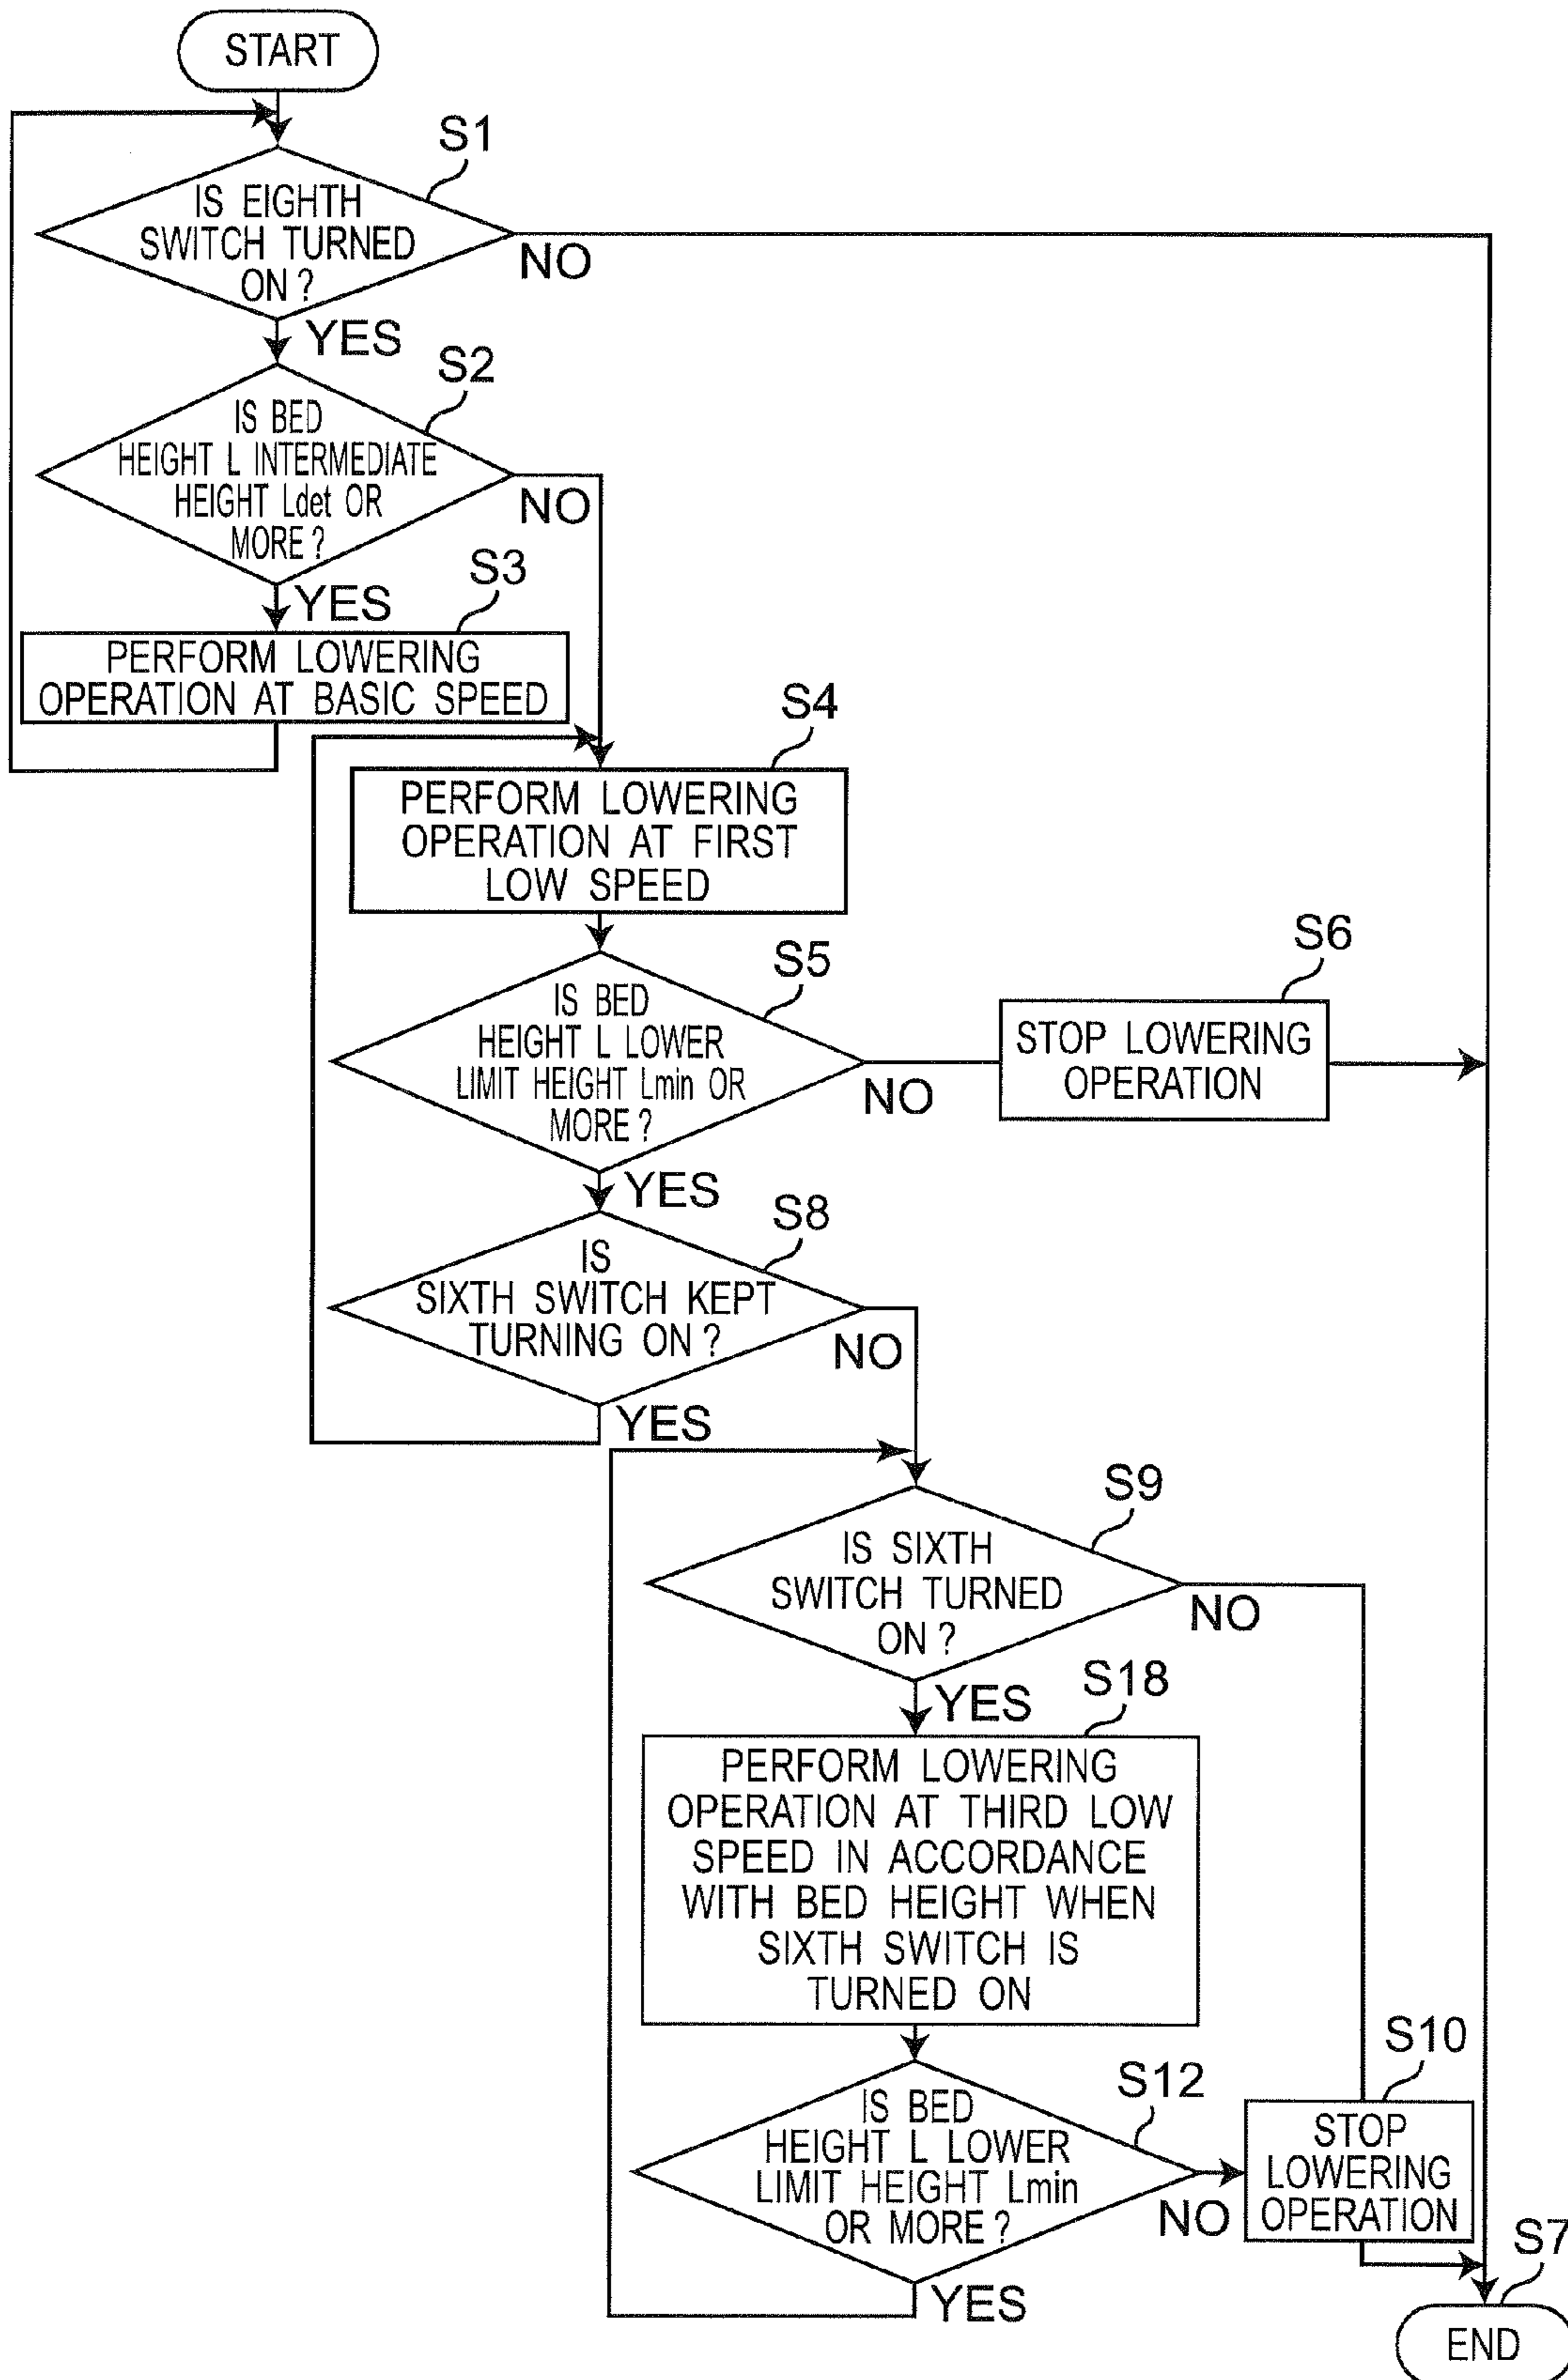 START
S1
IS EIGHTH
SWITCH TURNED
ON?
NO
YES
S2
IS BED
HEIGHT L INTERMEDIATE
HEIGHT Ldet OR
MORE?
NO
YES
S3
PERFORM LOWERING
OPERATION AT BASIC SPEED
S4
PERFORM LOWERING
OPERATION AT FIRST
LOW SPEED
S5
IS BED
HEIGHT L LOWER
LIMIT HEIGHT Lmin OR
MORE?
NO
S6
STOP LOWERING
OPERATION
YES
S8
IS
SIXTH SWITCH KEPT
TURNING ON?
NO
YES
S9
IS SIXTH
SWITCH TURNED
ON?
NO
YES
S18
PERFORM LOWERING
OPERATION AT THIRD LOW
SPEED IN ACCORDANCE
WITH BED HEIGHT WHEN
SIXTH SWITCH IS
TURNED ON
S12
IS BED
HEIGHT L LOWER
LIMIT HEIGHT Lmin
OR MORE?
NO
YES
S10
STOP
LOWERING
OPERATION
S7
END